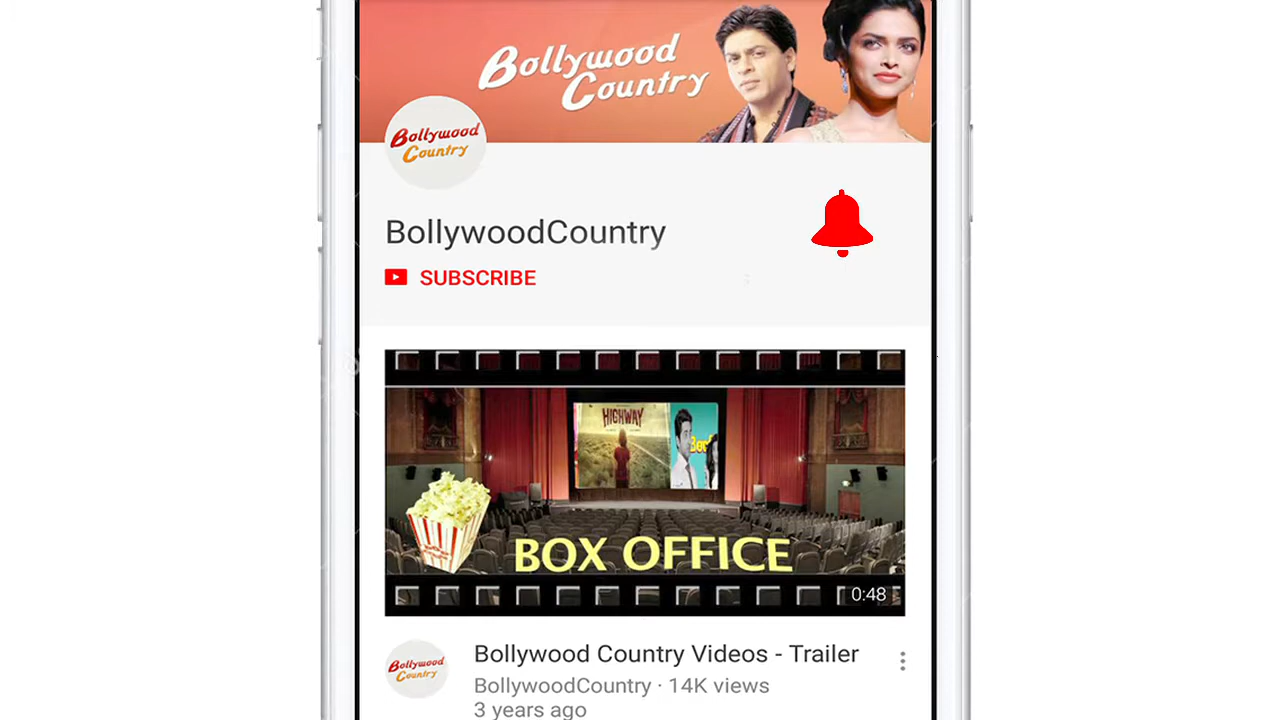 Bollywood
Country
Bollywood
Country
BollywoodCountry
SUBSCRIBE
HIGHWAY
BOX OFFICE
0:48
Bollywood Country Videos - Trailer
Bollywood
Country
BollywoodCountry · 14K views
3 years ago